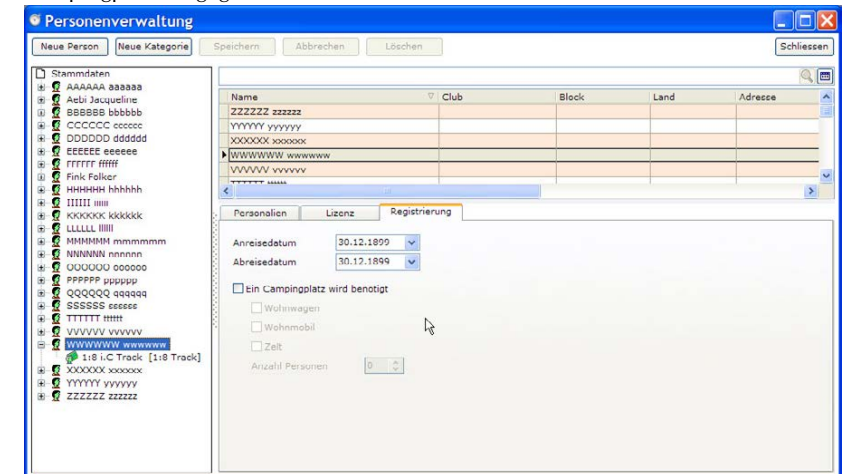 Personenverwaltung
Neue Person Neue Kategorie Speichern Abbrechen Löschen Schliessen
Stammdaten
AAAAAA aaaaaa
Aebi Jacqueline
BBBBBB bbbbbb
CCCCCC cccccc
DDDDDD dddddd
EEEEEE eeeeee
FFFFFF ffffff
Fink Folker
HHHHHH hhhhhh
IIIIII iiiiii
KKKKKK kkkkkk
LLLLLL llllll
MMMMMM mmmmmm
NNNNNN nnnnnn
OOOOOO oooooo
PPPPPP pppppp
QQQQQQ qqqqqq
SSSSSS ssssss
TTTTTT tttttt
VVVVVV vvvvvv
WWWWWW wwwwww
1:8 i.C Track [1:8 Track]
XXXXXX xxxxxx
YYYYYY yyyyyy
ZZZZZZ zzzzzz
Name Club Block Land Adresse
ZZZZZZ zzzzzz
YYYYYY yyyyyy
XXXXXX xxxxxx
WWWWWW wwwwww
VVVVVV vvvvvv
Personalien Lizenz Registrierung
Anreisedatum 30.12.1899
Abreisedatum 30.12.1899
Ein Campingplatz wird benötigt
Wohnwagen
Wohnmobil
Zelt
Anzahl Personen 0